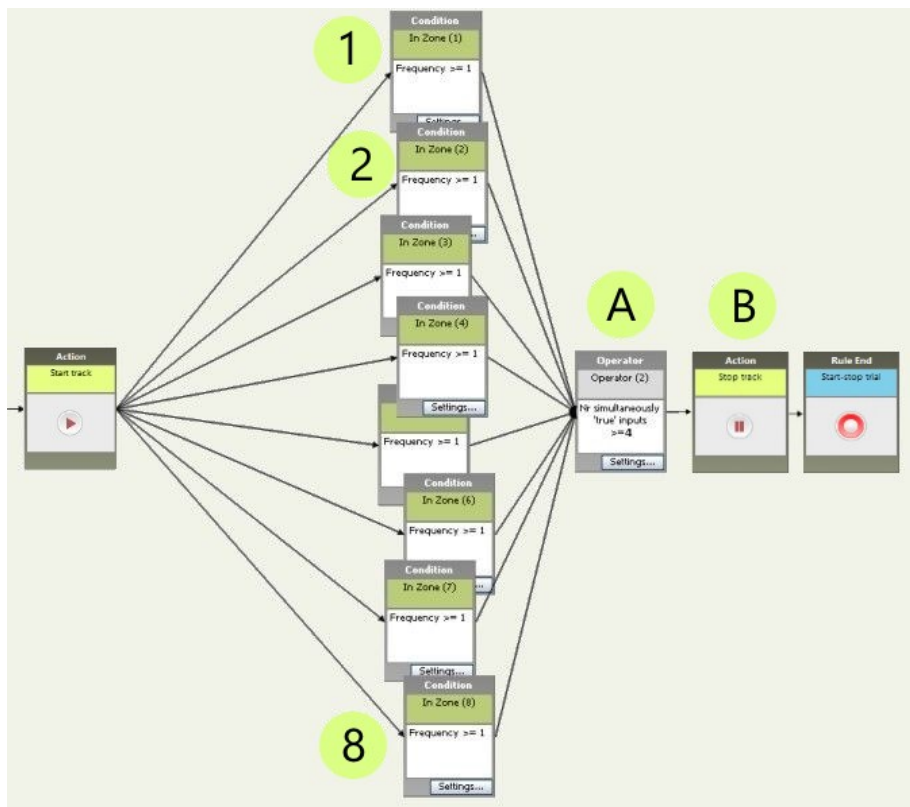 Condition
In Zone (1)
Frequency >= 1
Settings...
1
Condition
In Zone (2)
Frequency >= 1
...
2
Condition
In Zone (3)
Frequency >= 1
Condition
In Zone (4)
Frequency >= 1
Settings...
Frequency >= 1
Condition
In Zone (6)
Frequency >= 1
...
Condition
In Zone (7)
Frequency >= 1
Settings...
Condition
In Zone (8)
Frequency >= 1
Settings...
8
Action
Start track
A
Operator
Operator (2)
Nr simultaneously
'true' inputs
>=4
Settings...
B
Action
Stop track
Rule End
Start-stop trial